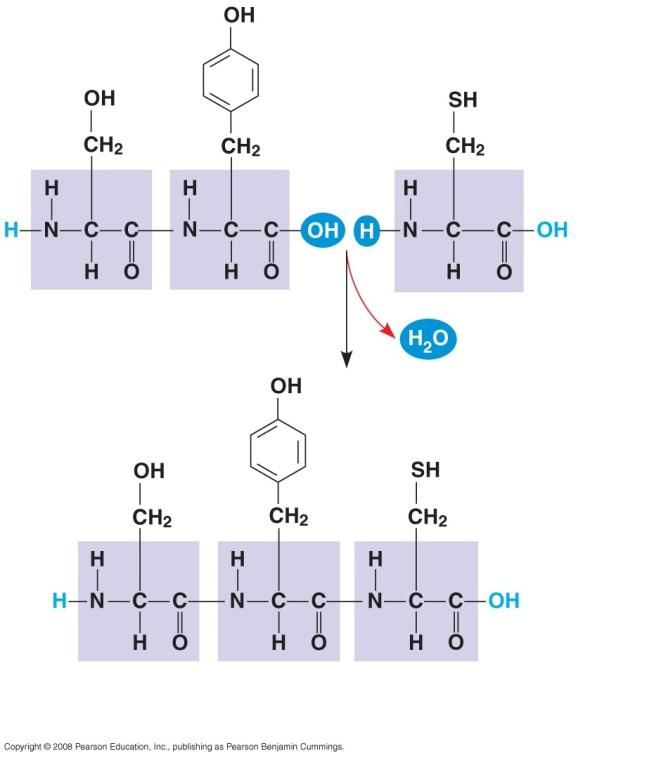 OH
OH SH
CH2 CH2 CH2
H H H
H N C C N C C OH H N C C OH
H O H O H O
H2O
OH
OH SH
CH2 CH2 CH2
H H H
H N C C N C C N C C OH
H O H O H O
Copyright © 2008 Pearson Education, Inc., publishing as Pearson Benjamin Cummings.